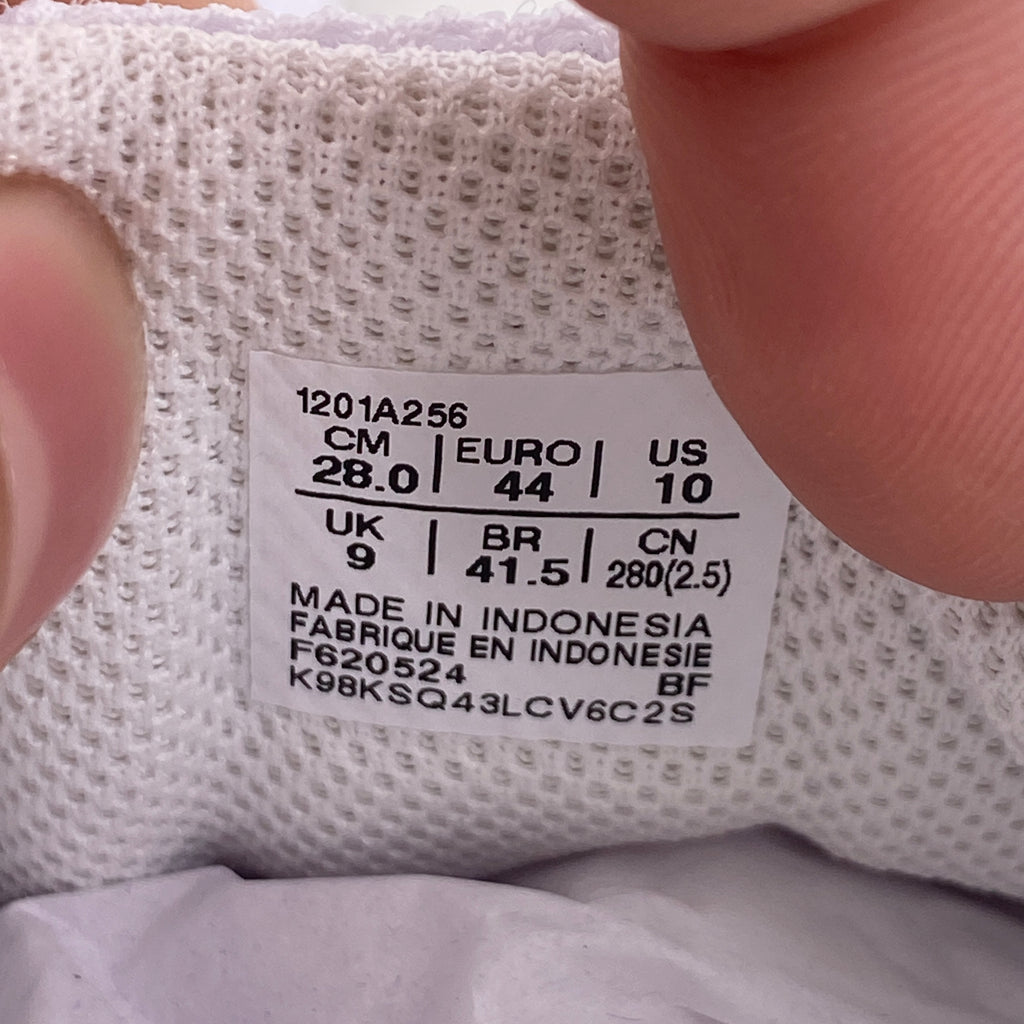 1201A256
CM | EURO | US
28.0 | 44 | 10
UK | BR | CN
9 | 41.5 | 280(2.5)
MADE IN INDONESIA
FABRIQUE EN INDONESIE
F620524 BF
K98KSQ43LCV6C2S